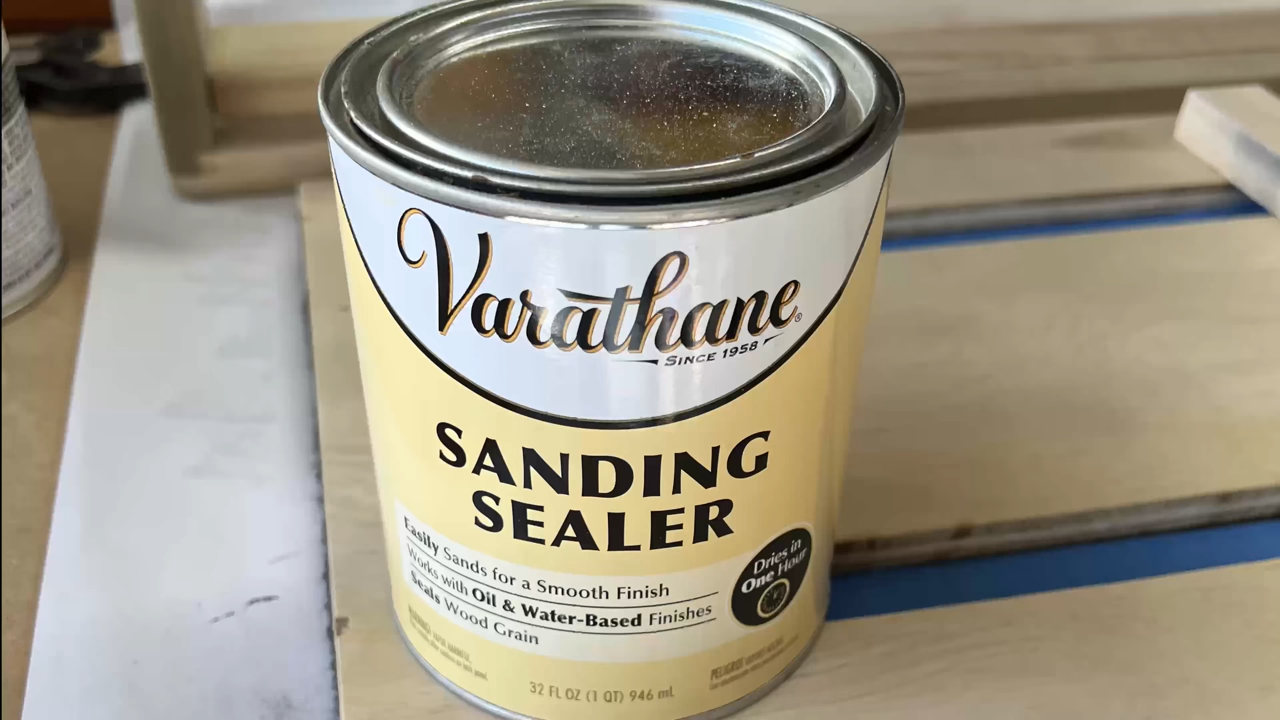 Varathane®
SINCE 1958
SANDING
SEALER
Easily Sands for a Smooth Finish
Works with Oil & Water-Based Finishes
Seals Wood Grain
Dries in
One Hour
PELIGRO!
32 FL OZ (1 QT) 946 mL